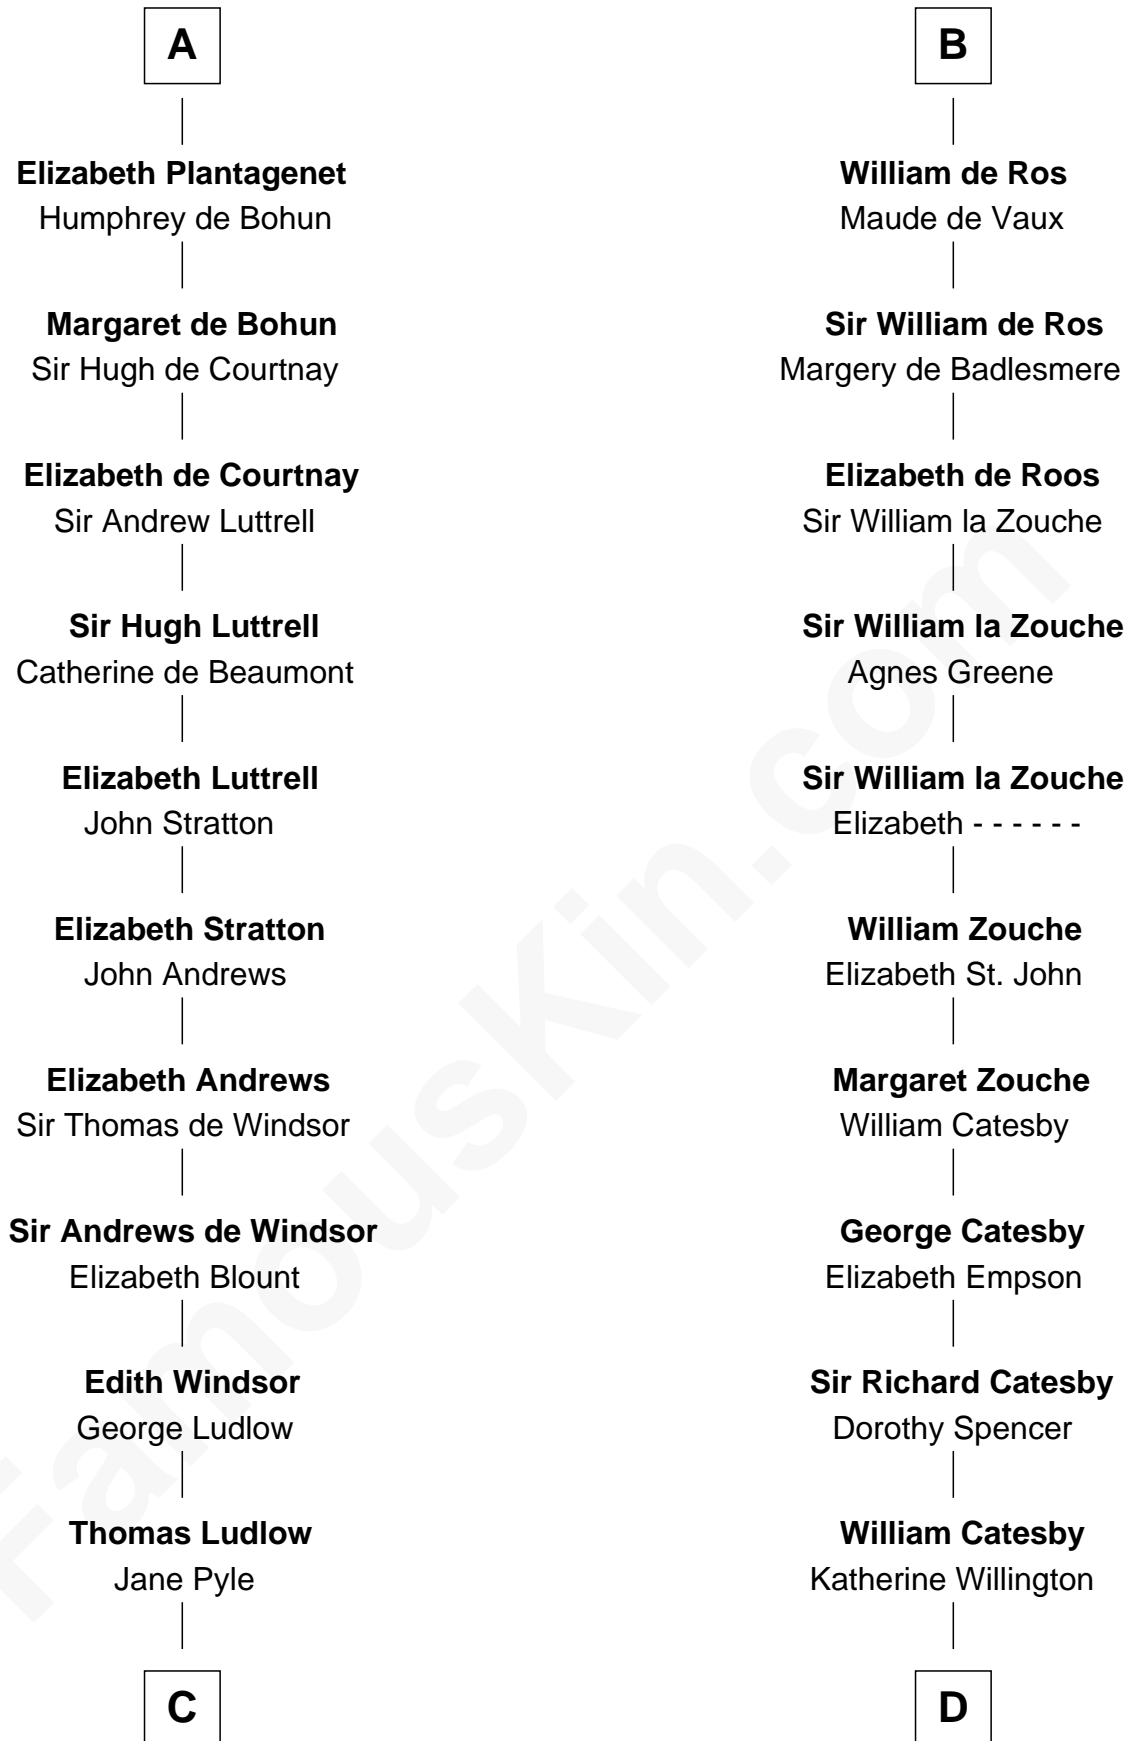 A
Elizabeth Plantagenet
Humphrey de Bohun
Margaret de Bohun
Sir Hugh de Courtnay
Elizabeth de Courtnay
Sir Andrew Luttrell
Sir Hugh Luttrell
Catherine de Beaumont
Elizabeth Luttrell
John Stratton
Elizabeth Stratton
John Andrews
Elizabeth Andrews
Sir Thomas de Windsor
Sir Andrews de Windsor
Elizabeth Blount
Edith Windsor
George Ludlow
Thomas Ludlow
Jane Pyle
C
B
William de Ros
Maude de Vaux
Sir William de Ros
Margery de Badlesmere
Elizabeth de Roos
Sir William la Zouche
Sir William la Zouche
Agnes Greene
Sir William la Zouche
Elizabeth - - - - - -
William Zouche
Elizabeth St. John
Margaret Zouche
William Catesby
George Catesby
Elizabeth Empson
Sir Richard Catesby
Dorothy Spencer
William Catesby
Katherine Willington
D
FamousKin.com